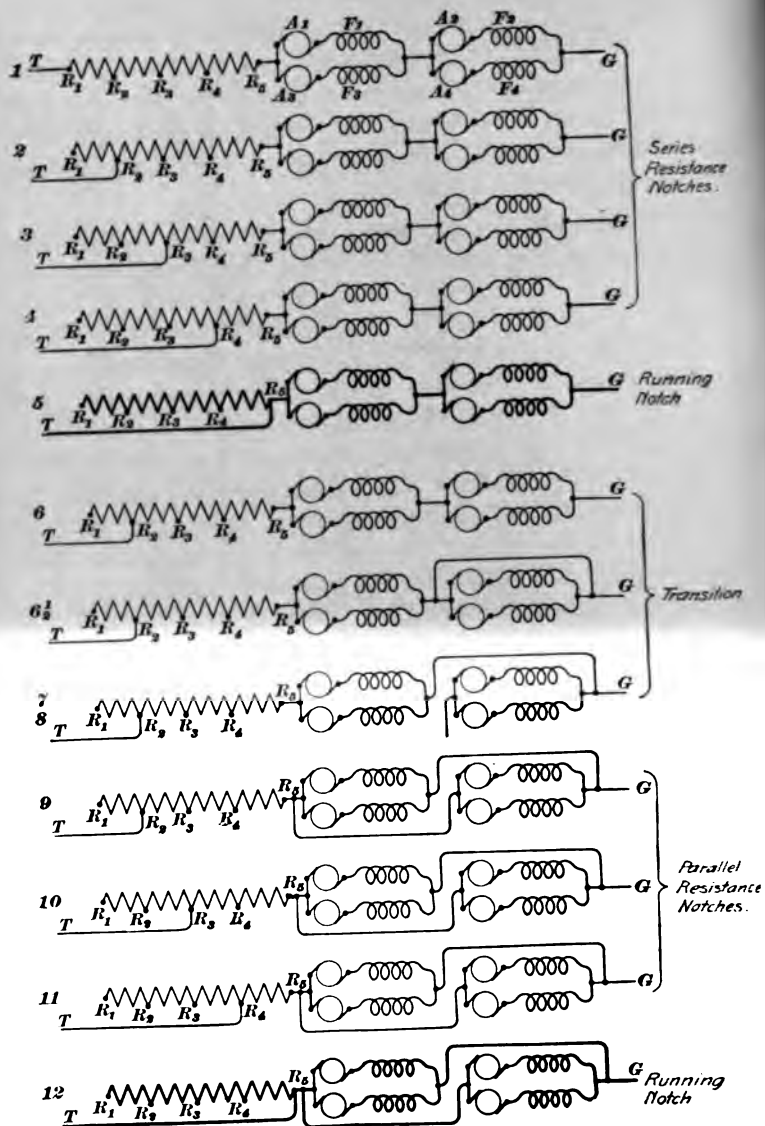 A1 F1 A2 F2
1 T R1 R2 R3 R4 R5 A3 F3 A4 F4 G
2 T R1 R2 R3 R4 R5 G
Series
Resistance
Notches.
3 T R1 R2 R3 R4 R5 G
4 T R1 R2 R3 R4 R5 G
5 T R1 R2 R3 R4 R5 G Running
Notch
6 T R1 R2 R3 R4 R5 G
6½ T R1 R2 R3 R4 R5 G Transition
7
8 T R1 R2 R3 R4 R5 G
9 T R1 R2 R3 R4 R5 G
10 T R1 R2 R3 R4 R5 G
Parallel
Resistance
Notches.
11 T R1 R2 R3 R4 R5 G
12 T R1 R2 R3 R4 R5 G Running
Notch